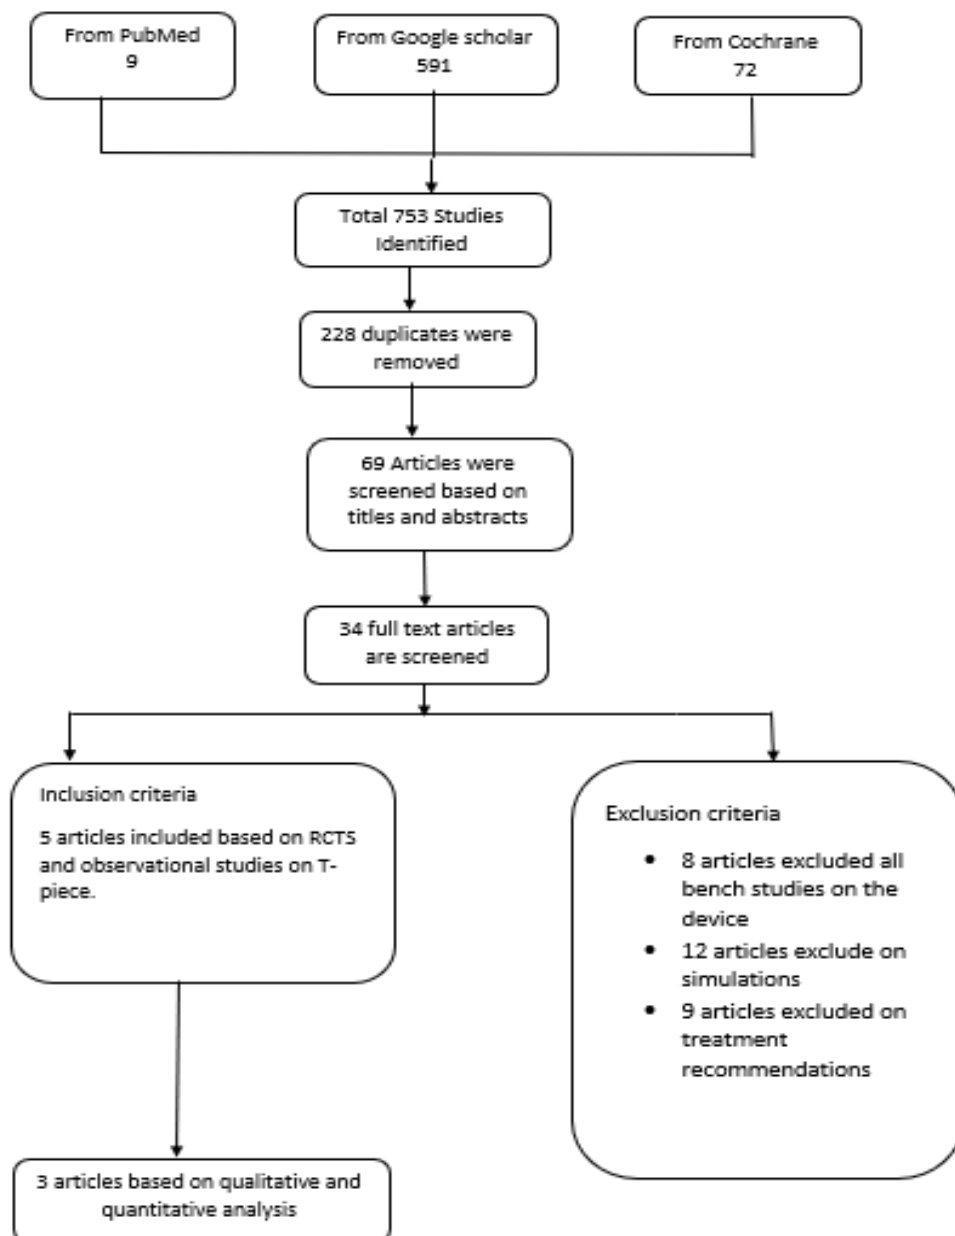 From PubMed
9
From Google scholar
591
From Cochrane
72
Total 753 Studies
Identified
228 duplicates were
removed
69 Articles were
screened based on
titles and abstracts
34 full text articles
are screened
Inclusion criteria
5 articles included based on RCTS
and observational studies on T-
piece.
Exclusion criteria
• 8 articles excluded all
bench studies on the
device
• 12 articles exclude on
simulations
• 9 articles excluded on
treatment
recommendations
3 articles based on qualitative and
quantitative analysis